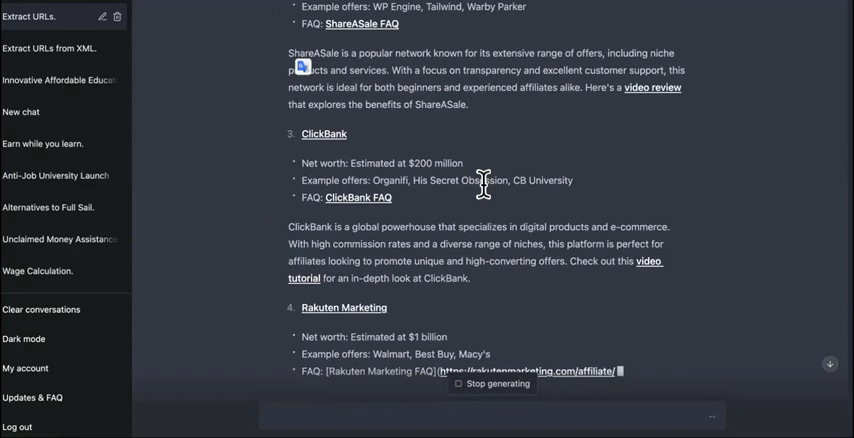 Extract URLs.
Extract URLs from XML.
Innovative Affordable Educat
New chat
Earn while you learn.
Anti-Job University Launch
Alternatives to Full Sail.
Unclaimed Money Assistance
Wage Calculation.
Clear conversations
Dark mode
My account
Updates & FAQ
Log out
Example offers: WP Engine, Tailwind, Warby Parker
FAQ: ShareASale FAQ
ShareASale is a popular network known for its extensive range of offers, including niche
products and services. With a focus on transparency and excellent customer support, this
network is ideal for both beginners and experienced affiliates alike. Here's a video review
that explores the benefits of ShareASale.
3. ClickBank
Net worth: Estimated at $200 million
Example offers: Organifi, His Secret Obsession, CB University
FAQ: ClickBank FAQ
ClickBank is a global powerhouse that specializes in digital products and e-commerce.
With high commission rates and a diverse range of niches, this platform is perfect for
affiliates looking to promote unique and high-converting offers. Check out this video
tutorial for an in-depth look at ClickBank.
4. Rakuten Marketing
Net worth: Estimated at $1 billion
Example offers: Walmart, Best Buy, Macy's
FAQ: [Rakuten Marketing FAQ](https://rakutenmarketing.com/affiliate/
Stop generating